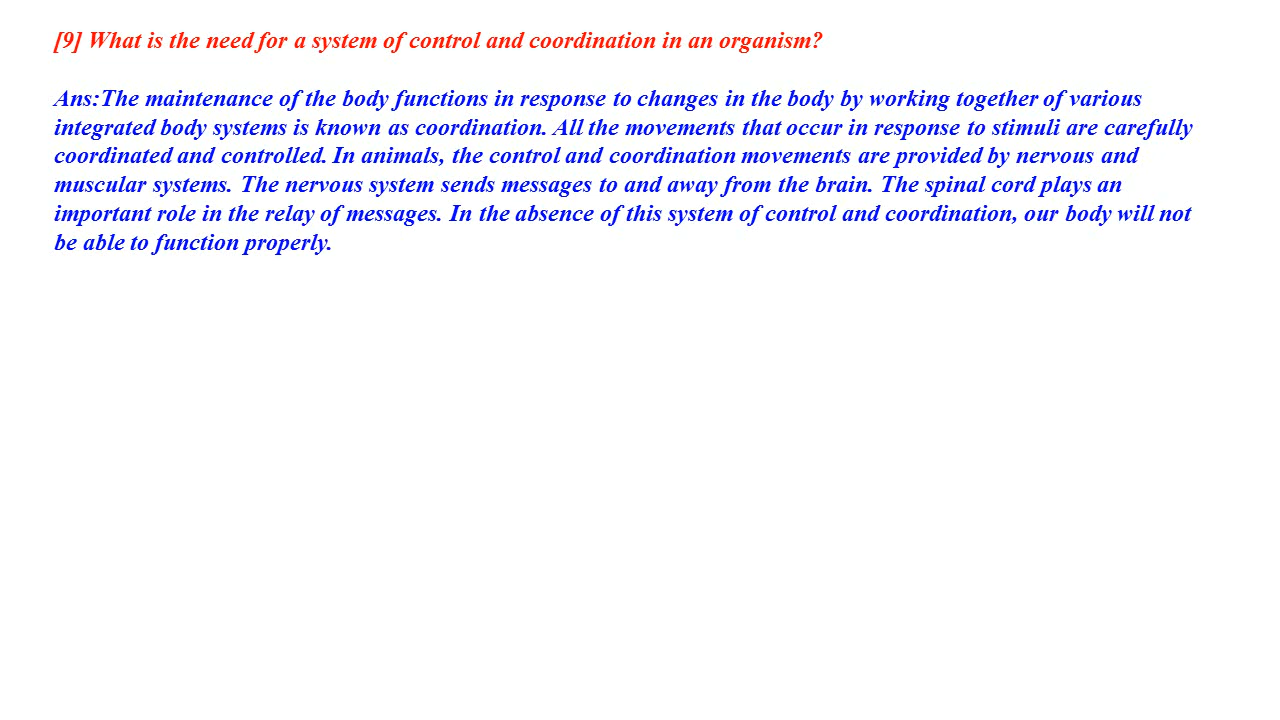 [9] What is the need for a system of control and coordination in an organism?
Ans:The maintenance of the body functions in response to changes in the body by working together of various
integrated body systems is known as coordination. All the movements that occur in response to stimuli are carefully
coordinated and controlled. In animals, the control and coordination movements are provided by nervous and
muscular systems. The nervous system sends messages to and away from the brain. The spinal cord plays an
important role in the relay of messages. In the absence of this system of control and coordination, our body will not
be able to function properly.